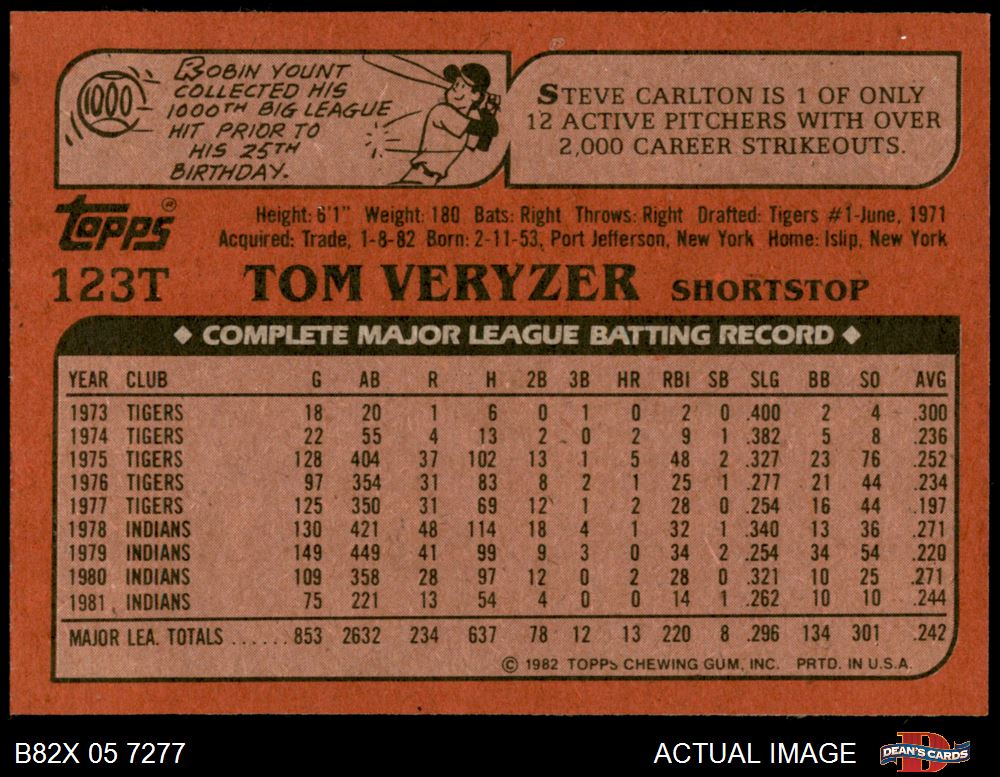 1000
ROBIN YOUNT
COLLECTED HIS
1000TH BIG LEAGUE
HIT PRIOR TO
HIS 25TH
BIRTHDAY.
STEVE CARLTON IS 1 OF ONLY
12 ACTIVE PITCHERS WITH OVER
2,000 CAREER STRIKEOUTS.
topps®
Height: 6'1" Weight: 180 Bats: Right Throws: Right Drafted: Tigers #1-June, 1971
Acquired: Trade, 1-8-82 Born: 2-11-53, Port Jefferson, New York Home: Islip, New York
123T TOM VERYZER SHORTSTOP
◆ COMPLETE MAJOR LEAGUE BATTING RECORD ◆
YEAR CLUB G AB R H 2B 3B HR RBI SB SLG BB SO AVG
1973 TIGERS 18 20 1 6 0 1 0 2 0 .400 2 4 .300
1974 TIGERS 22 55 4 13 2 0 2 9 1 .382 5 8 .236
1975 TIGERS 128 404 37 102 13 1 5 48 2 .327 23 76 .252
1976 TIGERS 97 354 31 83 8 2 1 25 1 .277 21 44 .234
1977 TIGERS 125 350 31 69 12 1 2 28 0 .254 16 44 .197
1978 INDIANS 130 421 48 114 18 4 1 32 1 .340 13 36 .271
1979 INDIANS 149 449 41 99 9 3 0 34 2 .254 34 54 .220
1980 INDIANS 109 358 28 97 12 0 2 28 0 .321 10 25 .271
1981 INDIANS 75 221 13 54 4 0 0 14 1 .262 10 10 .244
MAJOR LEA. TOTALS ...... 853 2632 234 637 78 12 13 220 8 .296 134 301 .242
© 1982 TOPPS CHEWING GUM, INC. PRTD. IN U.S.A.
B82X 05 7277 ACTUAL IMAGE DEAN'S CARDS